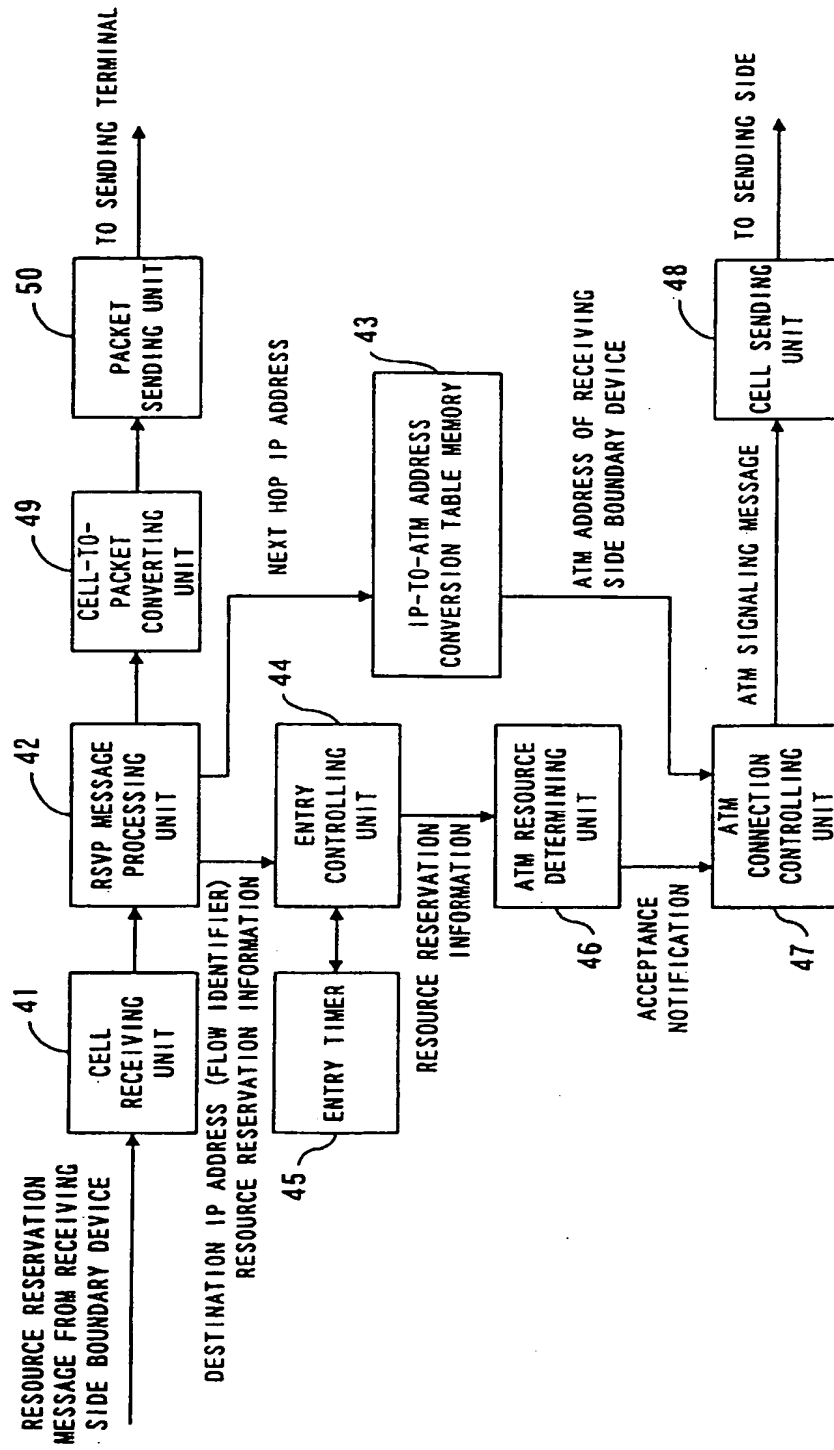 RESOURCE RESERVATION
MESSAGE FROM RECEIVING
SIDE BOUNDARY DEVICE
41
CELL
RECEIVING
UNIT
42
RSVP MESSAGE
PROCESSING
UNIT
49
CELL-TO-
PACKET
CONVERTING
UNIT
50
PACKET
SENDING UNIT
TO SENDING TERMINAL
DESTINATION IP ADDRESS (FLOW IDENTIFIER)
RESOURCE RESERVATION INFORMATION
NEXT HOP IP ADDRESS
45
ENTRY TIMER
44
ENTRY
CONTROLLING
UNIT
43
IP-TO-ATM ADDRESS
CONVERSION TABLE MEMORY
RESOURCE RESERVATION
INFORMATION
46
ATM RESOURCE
DETERMINING
UNIT
ATM ADDRESS OF RECEIVING
SIDE BOUNDARY DEVICE
ACCEPTANCE
NOTIFICATION
47
ATM
CONNECTION
CONTROLLING
UNIT
ATM SIGNALING MESSAGE
48
CELL SENDING
UNIT
TO SENDING SIDE